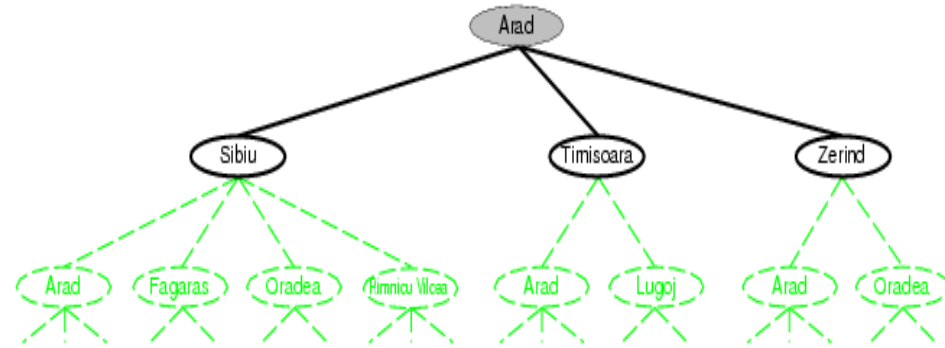 Arad
Sibiu
Timisoara
Zerind
Arad
Fagaras
Oradea
Rimnicu Vilcea
Arad
Lugoj
Arad
Oradea